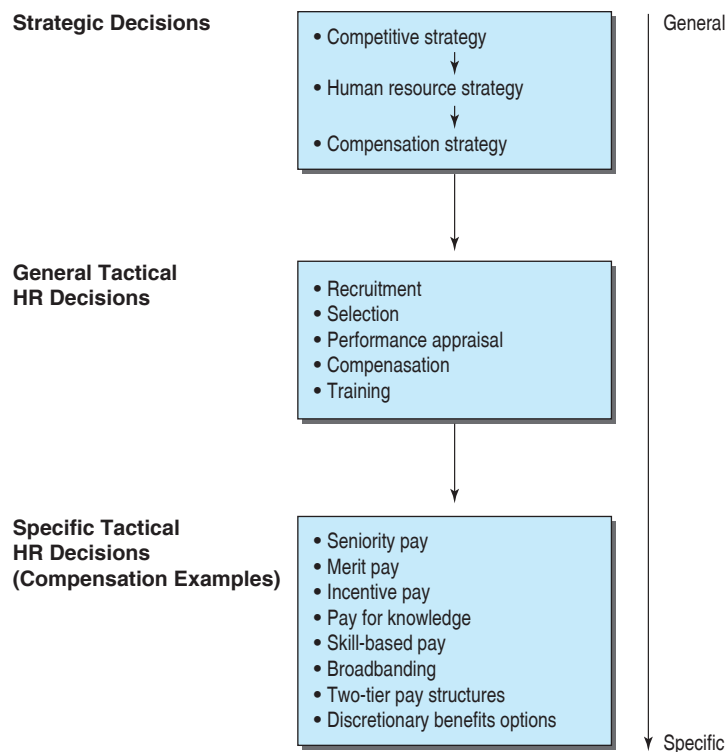 Strategic Decisions
• Competitive strategy
• Human resource strategy
• Compensation strategy
General
General Tactical
HR Decisions
• Recruitment
• Selection
• Performance appraisal
• Compenasation
• Training
Specific Tactical
HR Decisions
(Compensation Examples)
• Seniority pay
• Merit pay
• Incentive pay
• Pay for knowledge
• Skill-based pay
• Broadbanding
• Two-tier pay structures
• Discretionary benefits options
Specific